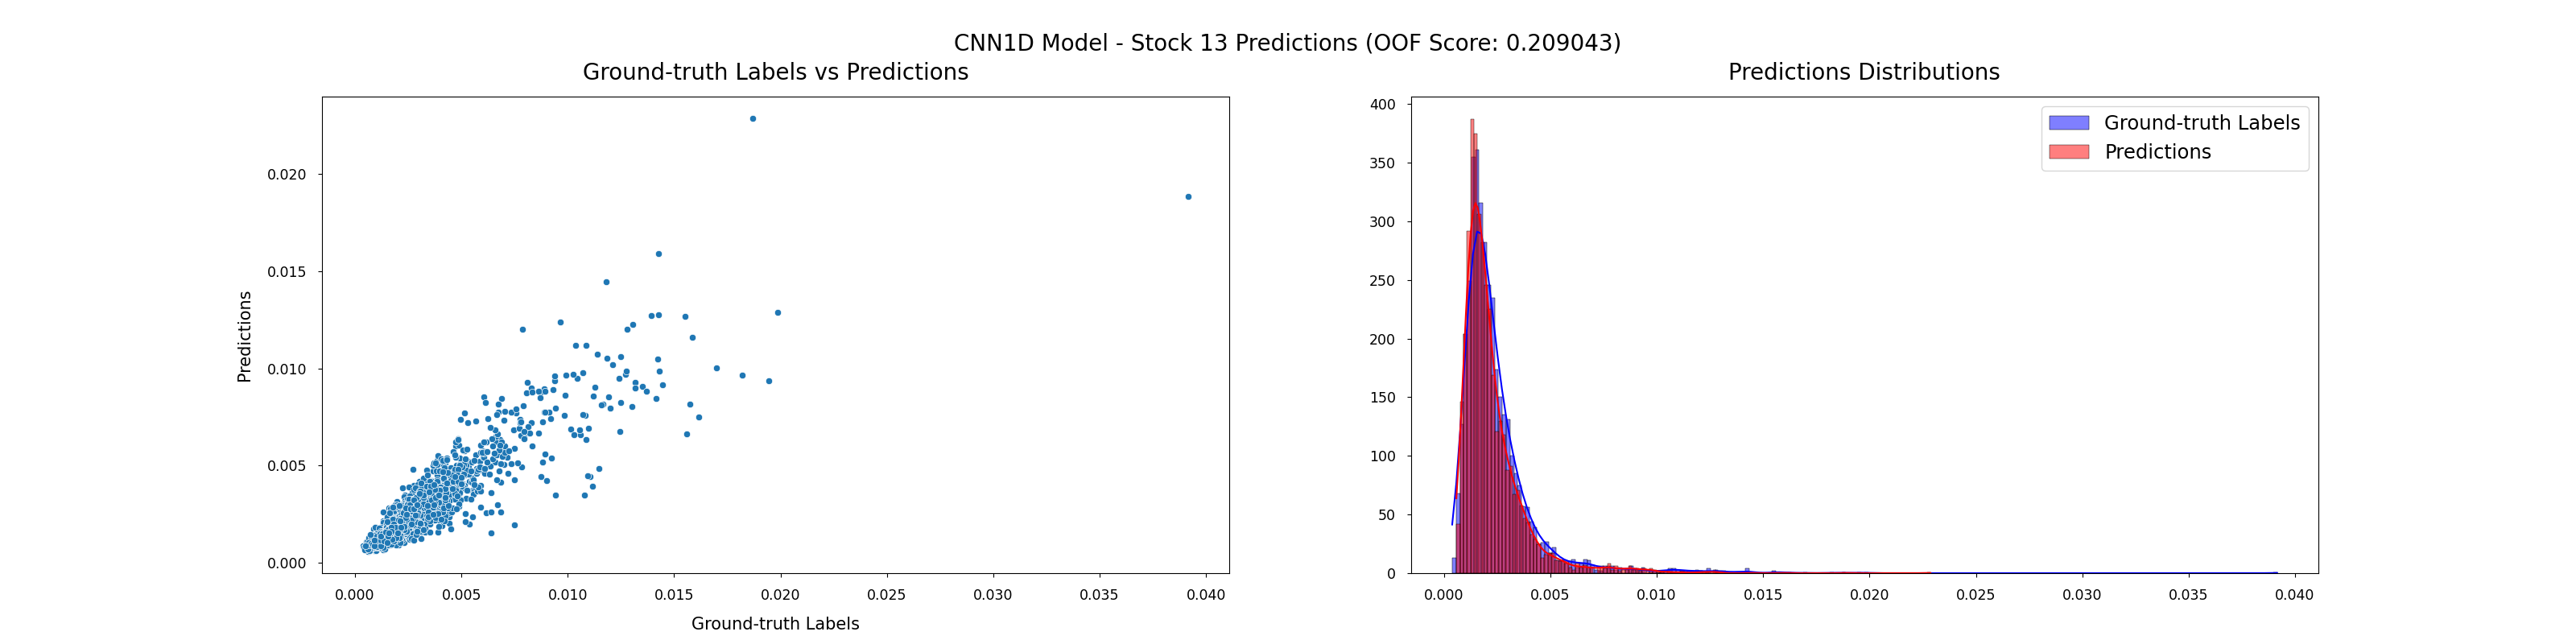 CNN1D Model - Stock 13 Predictions (OOF Score: 0.209043)
Ground-truth Labels vs Predictions
Predictions
0.020
0.015
0.010
0.005
0.000
0.000 0.005 0.010 0.015 0.020 0.025 0.030 0.035 0.040
Ground-truth Labels
Predictions Distributions
Ground-truth Labels
Predictions
400
350
300
250
200
150
100
50
0
0.000 0.005 0.010 0.015 0.020 0.025 0.030 0.035 0.040